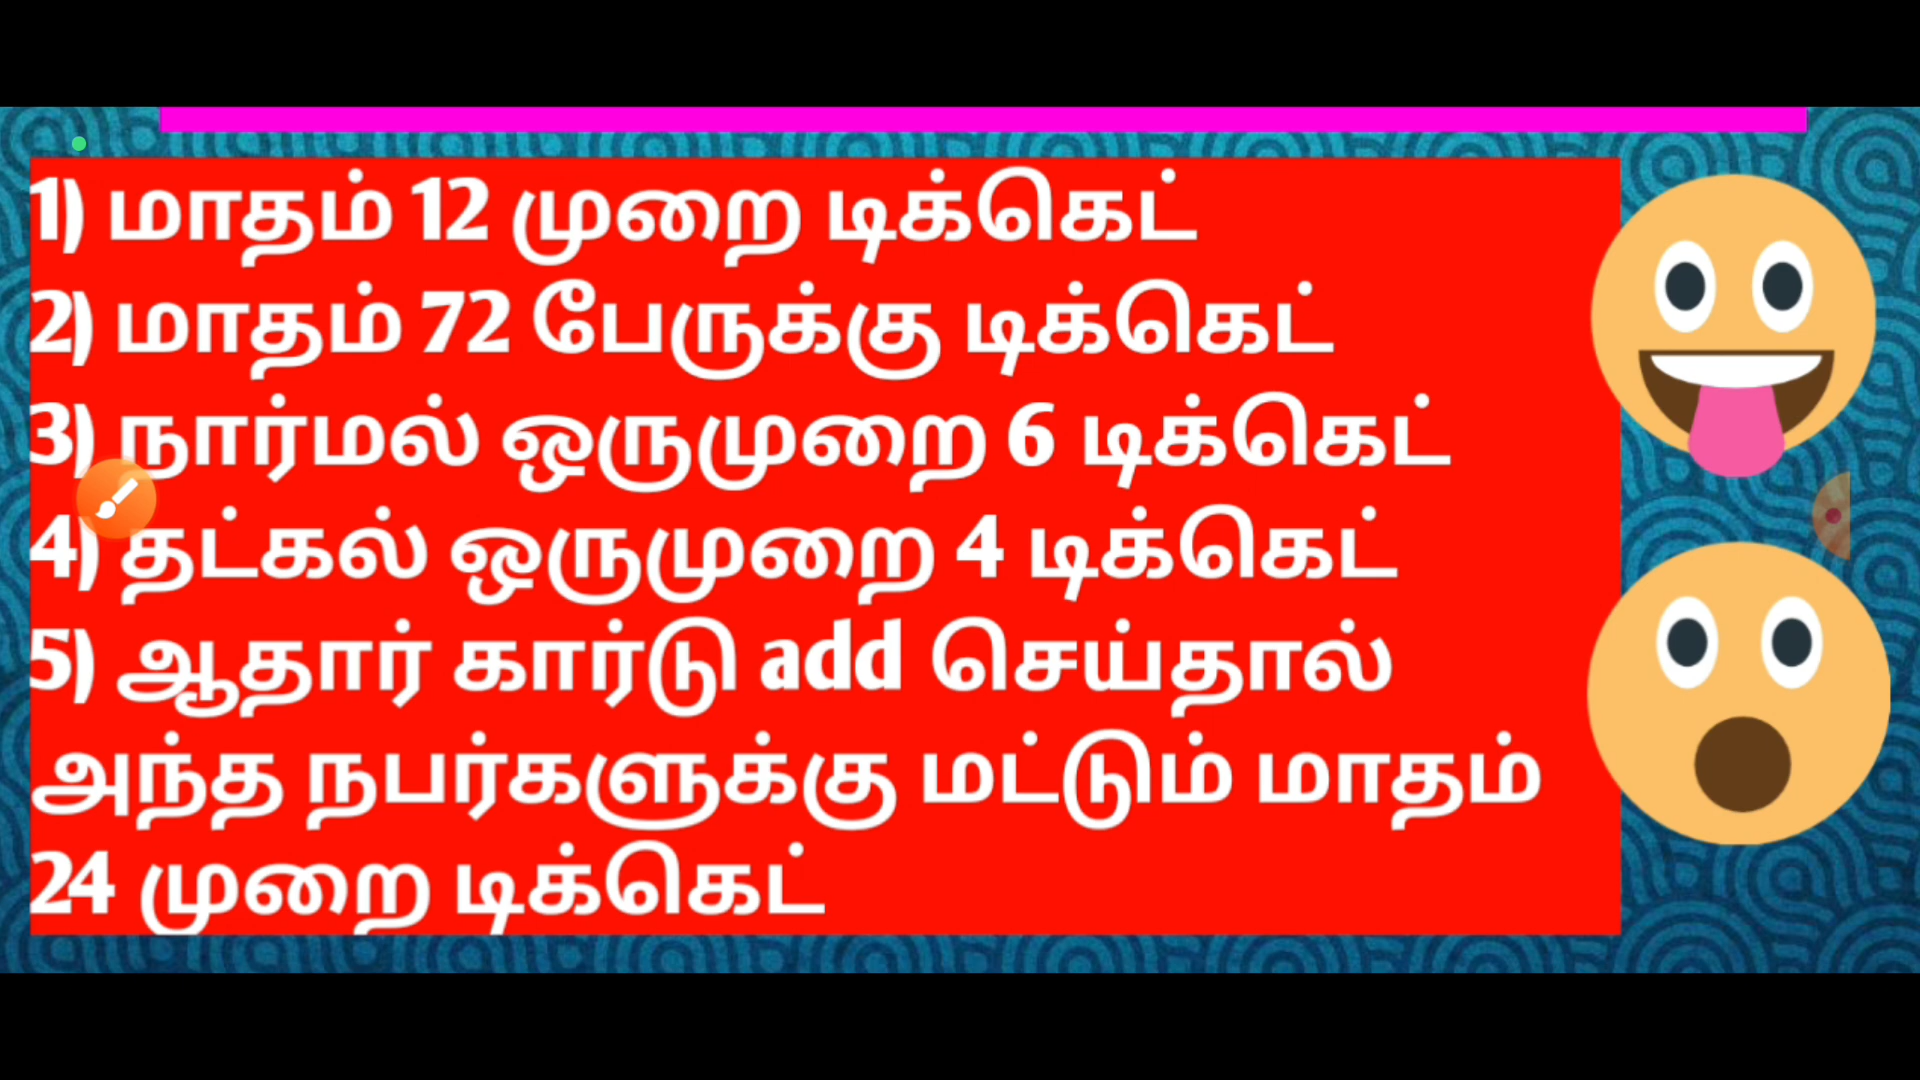 1) மாதம் 12 முறை டிக்கெட்
2) மாதம் 72 பேருக்கு டிக்கெட்
3) நார்மல் ஒருமுறை 6 டிக்கெட்
4) தட்கல் ஒருமுறை 4 டிக்கெட்
5) ஆதார் கார்டு add செய்தால்
அந்த நபர்களுக்கு மட்டும் மாதம்
24 முறை டிக்கெட்